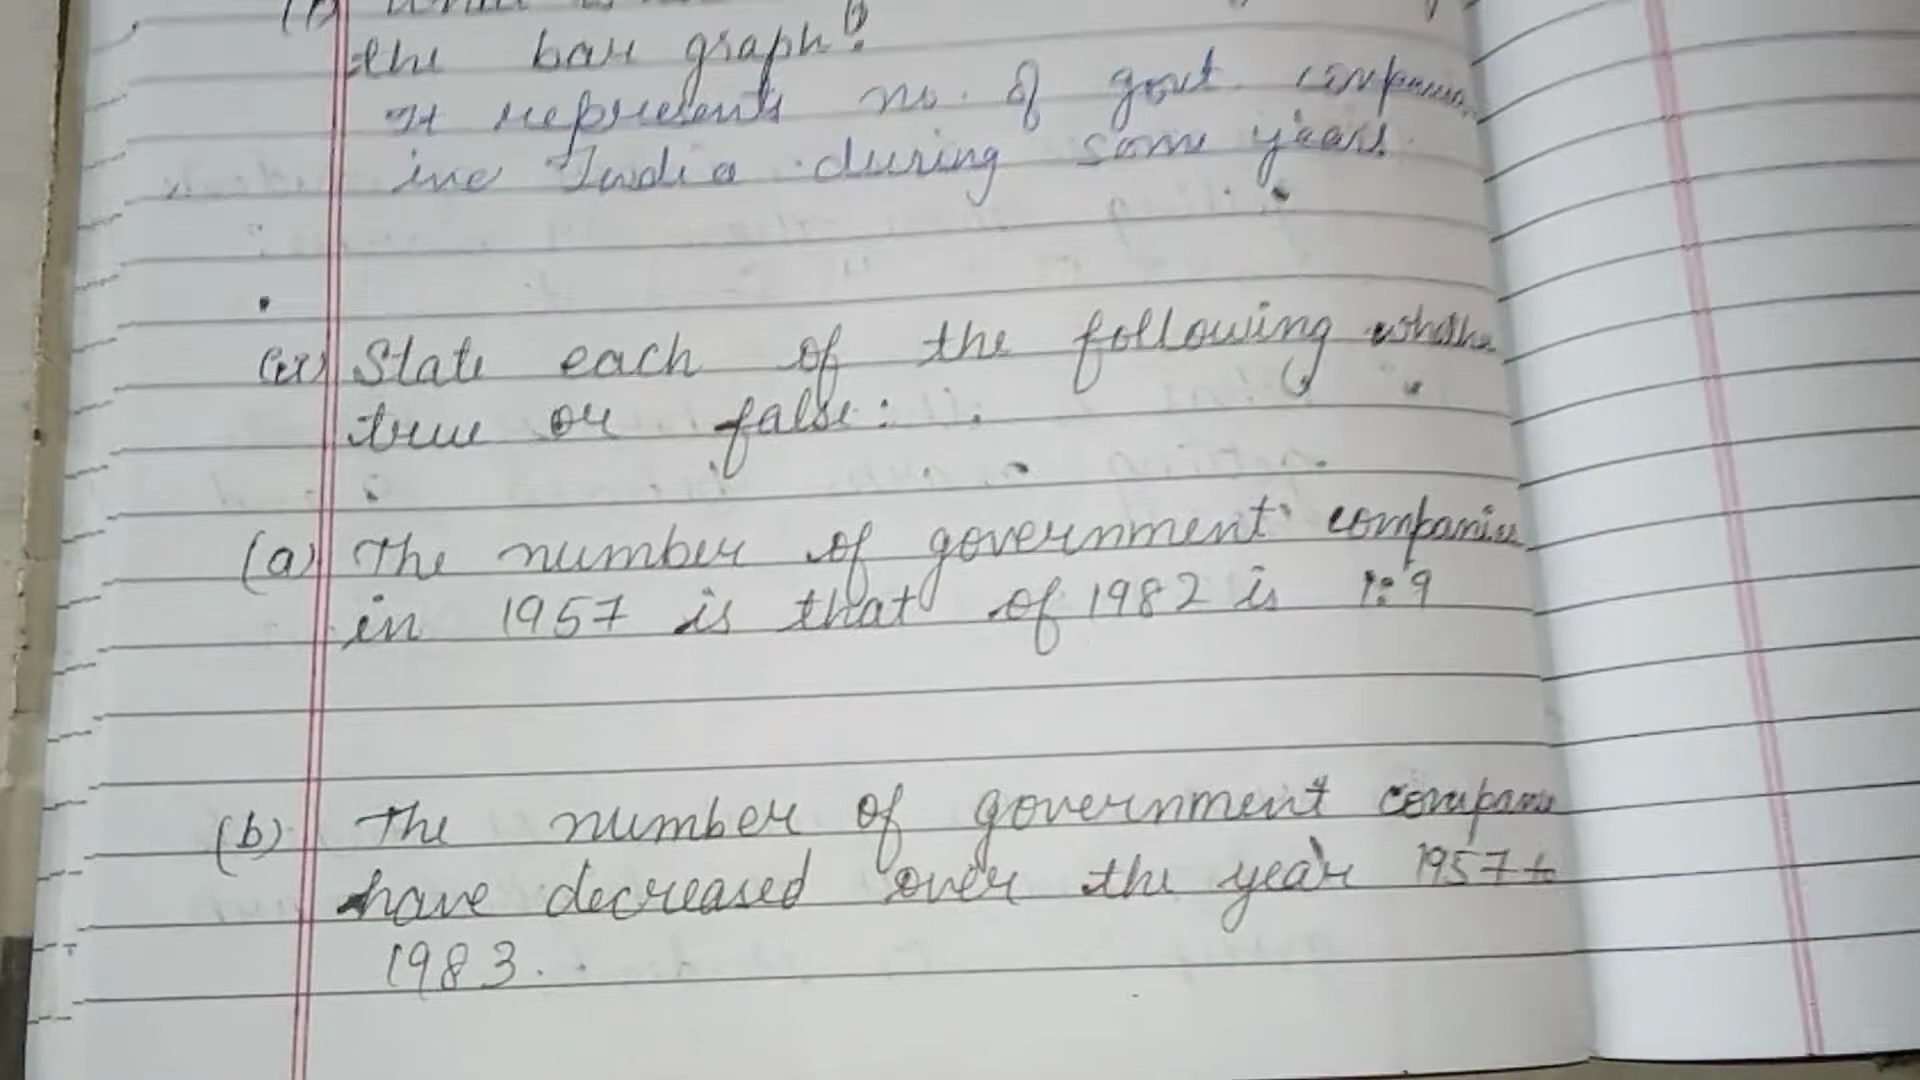 the bar graph?
It represents no. of govt. companies
in India during some years.
(ii) State each of the following whether
true or false:
(a) The number of government companies
in 1957 is that of 1982 is 1:9
(b) The number of government companie
have decreased over the year 1957 to
1983.